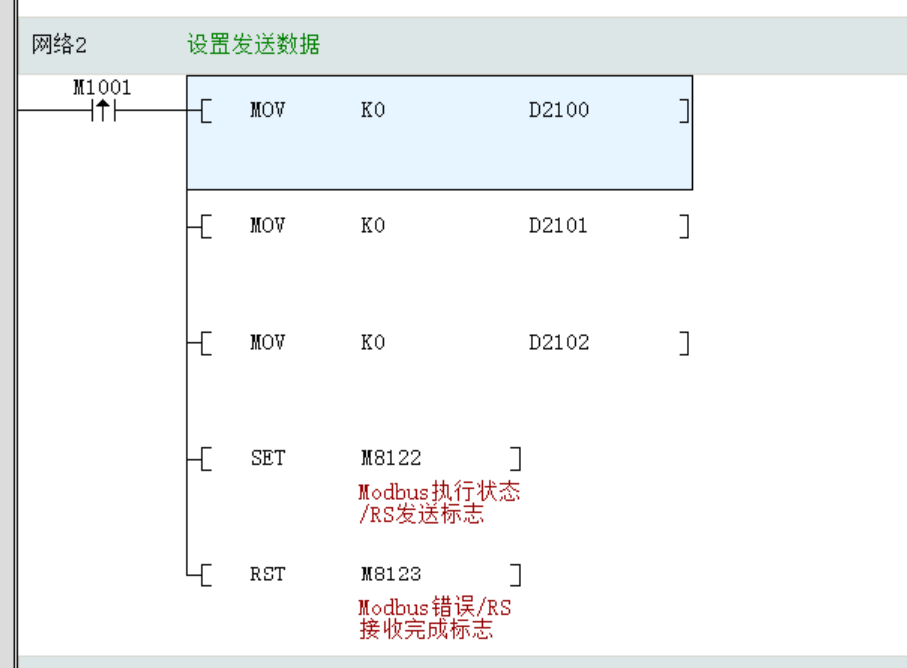 网络2 设置发送数据
M1001
[ MOV K0 D2100 ]
[ MOV K0 D2101 ]
[ MOV K0 D2102 ]
[ SET M8122 ]
Modbus执行状态
/RS发送标志
[ RST M8123 ]
Modbus错误/RS
接收完成标志